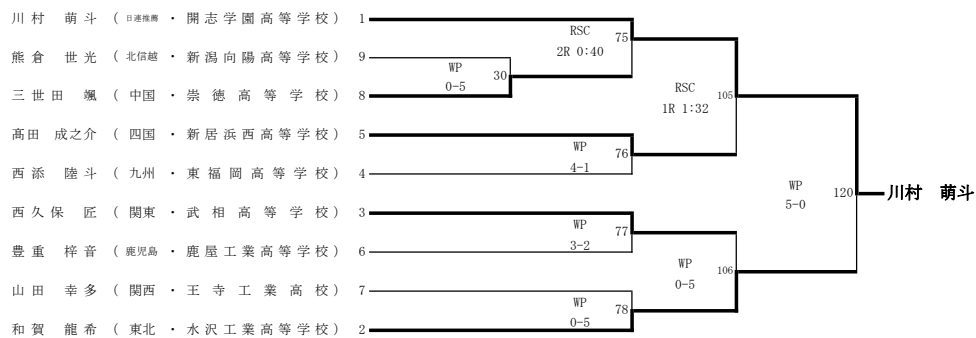 川村 萌斗 ( 日連推薦 ・ 開志学園高等学校 ) 1
RSC 75
2R 0:40
熊倉 世光 ( 北信越 ・ 新潟向陽高等学校 ) 9
WP 30
0-5
三世田 颯 ( 中国 ・ 崇徳高等学校 ) 8
RSC 105
1R 1:32
髙田 成之介 ( 四国 ・ 新居浜西高等学校 ) 5
WP 76
4-1
西添 陸斗 ( 九州 ・ 東福岡高等学校 ) 4
WP 120 川村 萌斗
5-0
西久保 匠 ( 関東 ・ 武相高等学校 ) 3
WP 77
3-2
豊重 梓音 ( 鹿児島 ・ 鹿屋工業高等学校 ) 6
WP 106
0-5
山田 幸多 ( 関西 ・ 王寺工業高校 ) 7
WP 78
0-5
和賀 龍希 ( 東北 ・ 水沢工業高等学校 ) 2